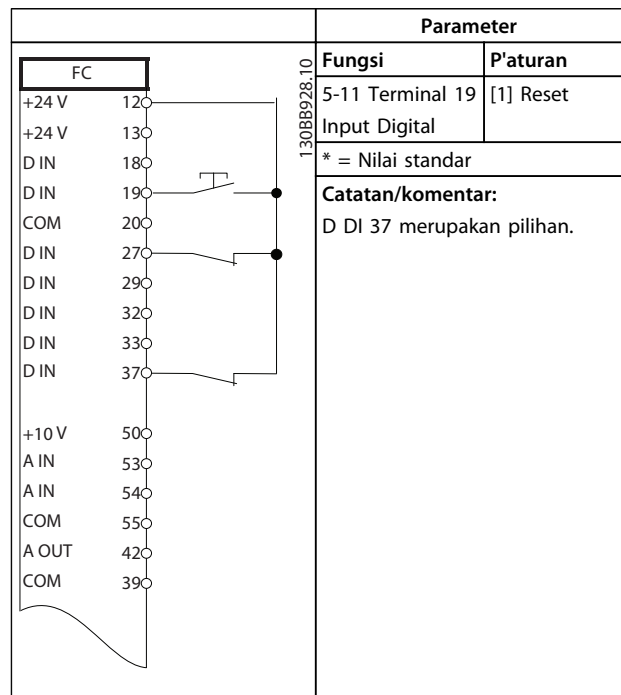 Parameter
Fungsi P'aturan
5-11 Terminal 19 [1] Reset
Input Digital
* = Nilai standar
Catatan/komentar:
D DI 37 merupakan pilihan.
FC
+24 V 12
+24 V 13
D IN 18
D IN 19
COM 20
D IN 27
D IN 29
D IN 32
D IN 33
D IN 37
+10 V 50
A IN 53
A IN 54
COM 55
A OUT 42
COM 39
130BB928.10